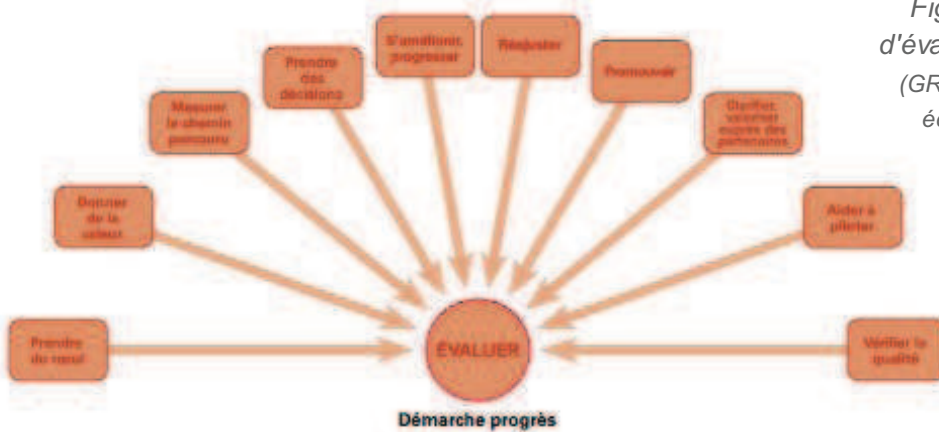 Fig
d'éva
(GR
éc
S'améliorer,
progresser
Réajuster
Prendre
des
décisions
Promouvoir
Mesurer
le chemin
parcouru
Clarifier,
valoriser
auprès des
partenaires
Donner
de la
valeur
Aider à
piloter
Prendre
du recul
ÉVALUER
Vérifier la
qualité
Démarche progrès